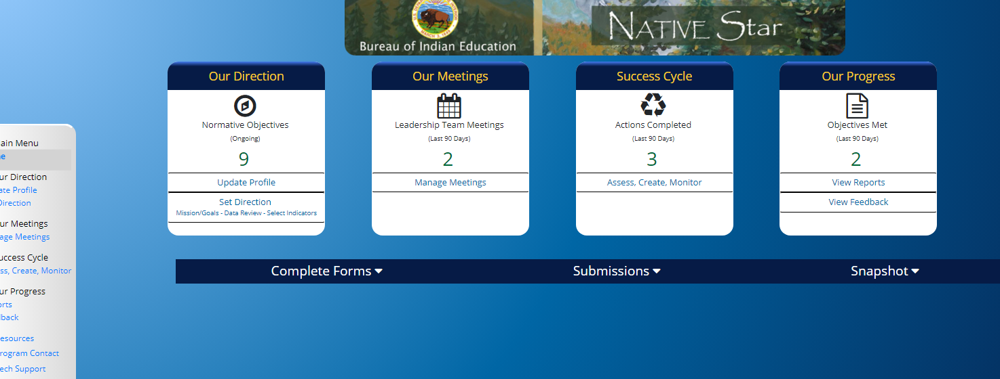 Bureau of Indian Education
NATIVE Star
MARCH 3, 1849
Our Direction
Normative Objectives
(Ongoing)
9
Update Profile
Set Direction
Mission/Goals - Data Review - Select Indicators
Our Meetings
Leadership Team Meetings
(Last 90 Days)
2
Manage Meetings
Success Cycle
Actions Completed
(Last 90 Days)
3
Assess, Create, Monitor
Our Progress
Objectives Met
(Last 90 Days)
2
View Reports
View Feedback
ain Menu
e
ur Direction
ate Profile
Direction
ur Meetings
age Meetings
uccess Cycle
ss, Create, Monitor
ur Progress
orts
dback
esources
rogram Contact
ech Support
Complete Forms
Submissions
Snapshot